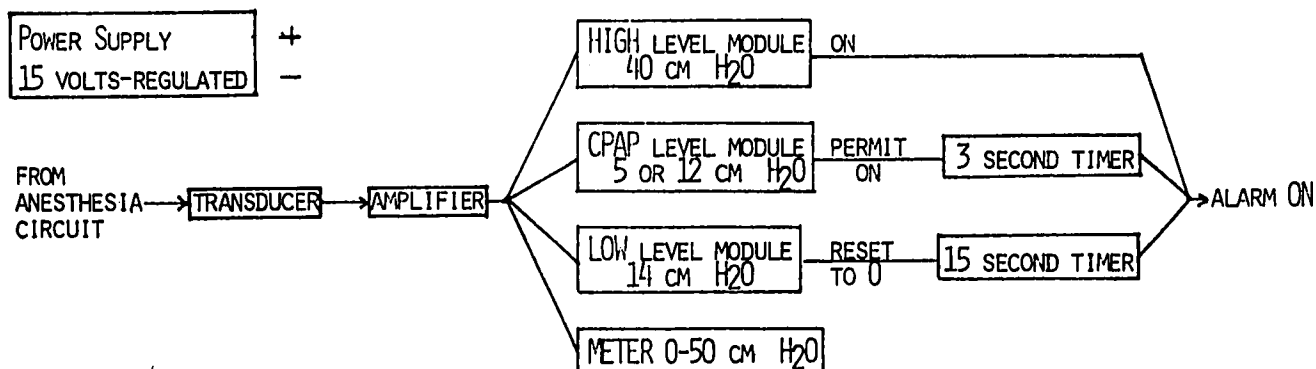 POWER SUPPLY +
15 VOLTS-REGULATED −
HIGH LEVEL MODULE
40 CM H2O
ON
CPAP LEVEL MODULE
5 OR 12 CM H2O
PERMIT
ON
3 SECOND TIMER
FROM
ANESTHESIA
CIRCUIT
TRANSDUCER
AMPLIFIER
ALARM ON
LOW LEVEL MODULE
14 CM H2O
RESET
TO 0
15 SECOND TIMER
METER 0-50 CM H2O